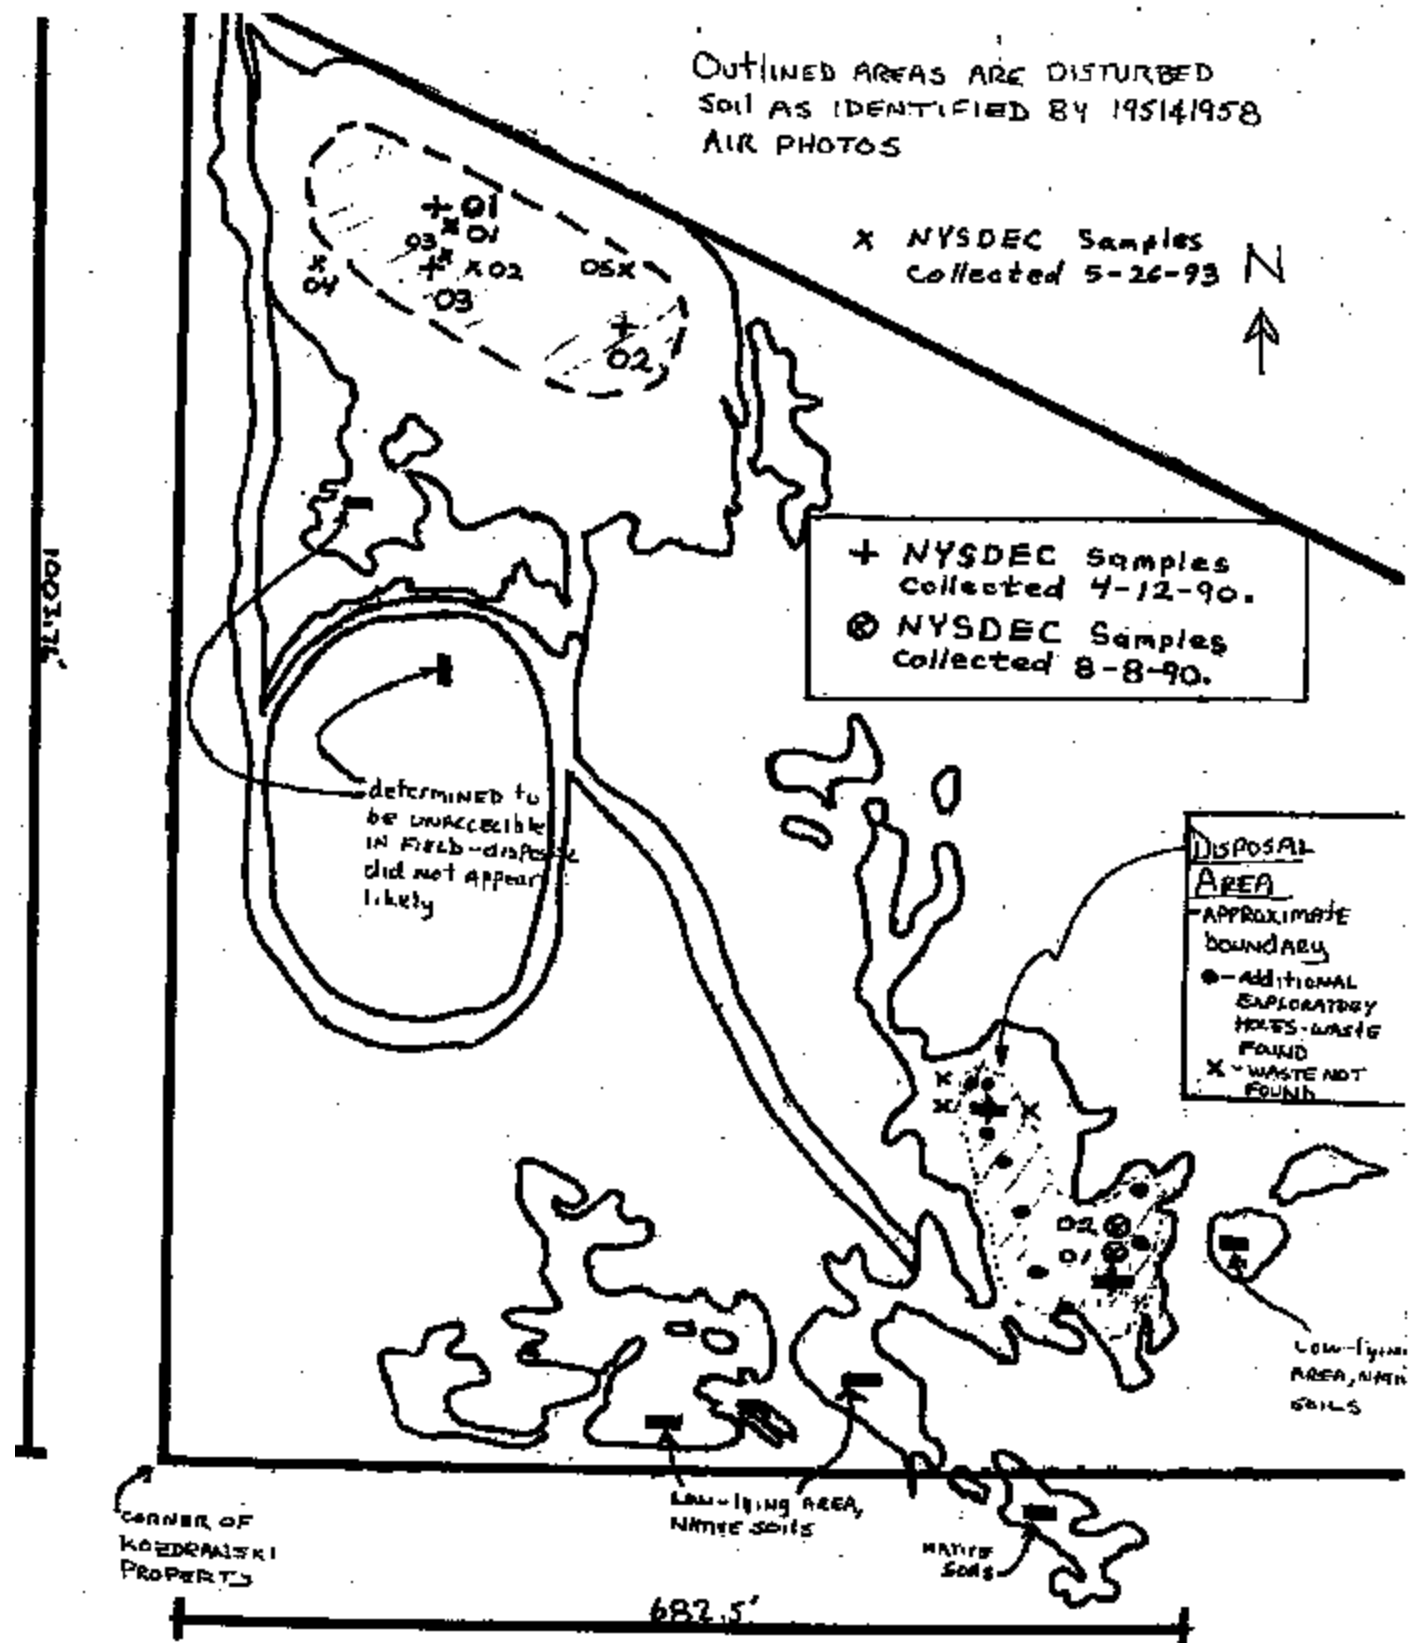 OUTLINED AREAS ARE DISTURBED
SOIL AS IDENTIFIED BY 1951&1958
AIR PHOTOS
x NYSDEC Samples
Collected 5-26-93
N
+ 01
x 01
03 x
+ x 02
03
x
04
05x
+
02
+ NYSDEC Samples
Collected 4-12-90.
⊗ NYSDEC Samples
Collected 8-8-90.
determined to
be UNACCECIBLE
IN FIELD-dispose
did not Appear
likely
DISPOSAL
AREA
-APPROXIMATE
boundARY
●-AdditIONAL
EXPLORATORY
HOLES-WASTE
FOUND
X - WASTE NOT
FOUND
x
x
x
02 ⊗
01 ⊗
Low-lying
AREA,
SOILS
Low-lying AREA,
NATIVE SOILS
NATIVE
SOILS
CORNER OF
KOZDRANSKI
PROPERTY
682.5'